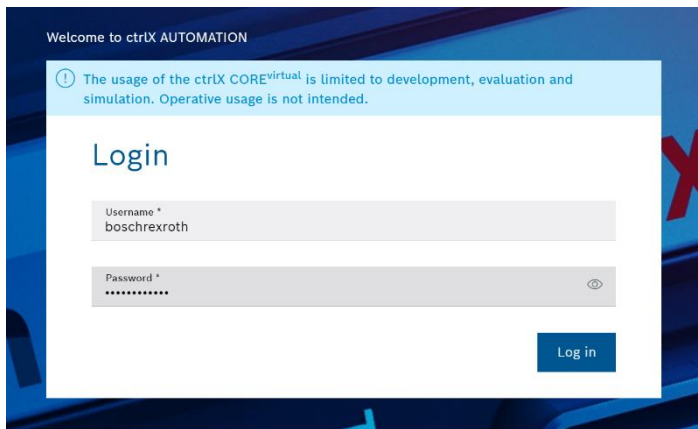 Welcome to ctrlX AUTOMATION
The usage of the ctrlX COREvirtual is limited to development, evaluation and
simulation. Operative usage is not intended.
Login
Username *
boschrexroth
Password *
••••••••••••
Log in